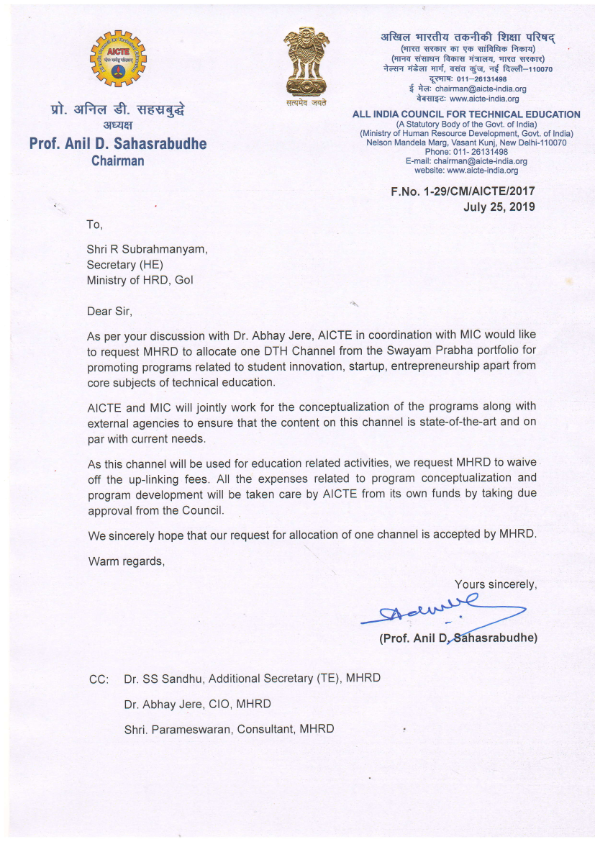 AICTE
सत्यमेव जयते
प्रो. अनिल डी. सहसबुद्धे
अध्यक्ष
Prof. Anil D. Sahasrabudhe
Chairman
अखिल भारतीय तकनीकी शिक्षा परिषद्
(भारत सरकार का एक सांविधिक निकाय)
(मानव संसाधन विकास मंत्रालय, भारत सरकार)
नेल्सन मंडेला मार्ग, वसंत कुंज, नई दिल्ली–110070
दूरभाषः 011–26131498
ई मेलः chairman@aicte-india.org
वेबसाइटः www.aicte-india.org
ALL INDIA COUNCIL FOR TECHNICAL EDUCATION
(A Statutory Body of the Govt. of India)
(Ministry of Human Resource Development, Govt. of India)
Nelson Mandela Marg, Vasant Kunj, New Delhi-110070
Phone: 011- 26131498
E-mail: chairman@aicte-india.org
website: www.aicte-india.org
F.No. 1-29/CM/AICTE/2017
July 25, 2019
To,
Shri R Subrahmanyam,
Secretary (HE)
Ministry of HRD, GoI
Dear Sir,
As per your discussion with Dr. Abhay Jere, AICTE in coordination with MIC would like
to request MHRD to allocate one DTH Channel from the Swayam Prabha portfolio for
promoting programs related to student innovation, startup, entrepreneurship apart from
core subjects of technical education.
AICTE and MIC will jointly work for the conceptualization of the programs along with
external agencies to ensure that the content on this channel is state-of-the-art and on
par with current needs.
As this channel will be used for education related activities, we request MHRD to waive
off the up-linking fees. All the expenses related to program conceptualization and
program development will be taken care by AICTE from its own funds by taking due
approval from the Council.
We sincerely hope that our request for allocation of one channel is accepted by MHRD.
Warm regards,
Yours sincerely,
(Prof. Anil D. Sahasrabudhe)
CC: Dr. SS Sandhu, Additional Secretary (TE), MHRD
Dr. Abhay Jere, CIO, MHRD
Shri. Parameswaran, Consultant, MHRD